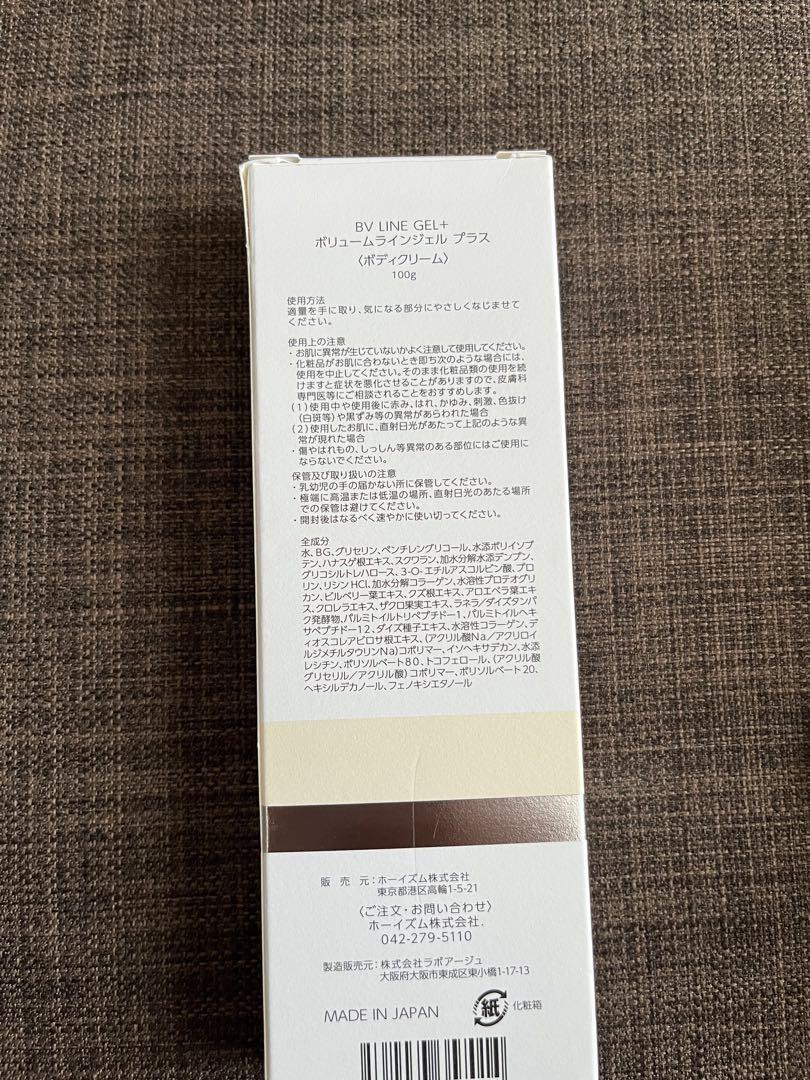 BV LINE GEL+
ボリュームラインジェル プラス
〈ボディクリーム〉
100g
使用方法
適量を手に取り、気になる部分にやさしくなじませて
ください。
使用上の注意
・お肌に異常が生じていないかよく注意して使用してください。
・化粧品がお肌に合わないとき即ち次のような場合には、
使用を中止してください。そのまま化粧品類の使用を続
けますと症状を悪化させることがありますので、皮膚科
専門医等にご相談されることをおすすめします。
(1)使用中や使用後に赤み、はれ、かゆみ、刺激、色抜け
(白斑等)や黒ずみ等の異常があらわれた場合
(2)使用したお肌に、直射日光があたって上記のような異
常が現れた場合
・傷やはれもの、しっしん等異常のある部位にはご使用に
ならないでください。
保管及び取り扱いの注意
・乳幼児の手の届かない所に保管してください。
・極端に高温または低温の場所、直射日光のあたる場所
での保管は避けてください。
・開封後はなるべく速やかに使い切ってください。
全成分
水、BG、グリセリン、ペンチレングリコール、水添ポリイソブ
テン、ハナスゲ根エキス、スクワラン、加水分解水添デンプン、
グリコシルトレハロース、3-O-エチルアスコルビン酸、プロ
リン、リシンHCl、加水分解コラーゲン、水溶性プロテオグリ
カン、ビルベリー葉エキス、クズ根エキス、アロエベラ葉エキ
ス、クロレラエキス、ザクロ果実エキス、ラネラ/ダイズタンパ
ク発酵物、パルミトイルトリペプチド-1、パルミトイルヘキ
サペプチド-12、ダイズ種子エキス、水溶性コラーゲン、デ
ィオスコレアビロサ根エキス、(アクリル酸Na/アクリロイ
ルジメチルタウリンNa)コポリマー、イソヘキサデカン、水添
レシチン、ポリソルベート80、トコフェロール、(アクリル酸
グリセリル/アクリル酸)コポリマー、ポリソルベート20、
ヘキシルデカノール、フェノキシエタノール
販売元:ホーイズム株式会社
東京都港区高輪1-5-21
〈ご注文・お問い合わせ〉
ホーイズム株式会社.
042-279-5110
製造販売元:株式会社ラボアージュ
大阪府大阪市東成区東小橋1-17-13
MADE IN JAPAN 紙 化粧箱